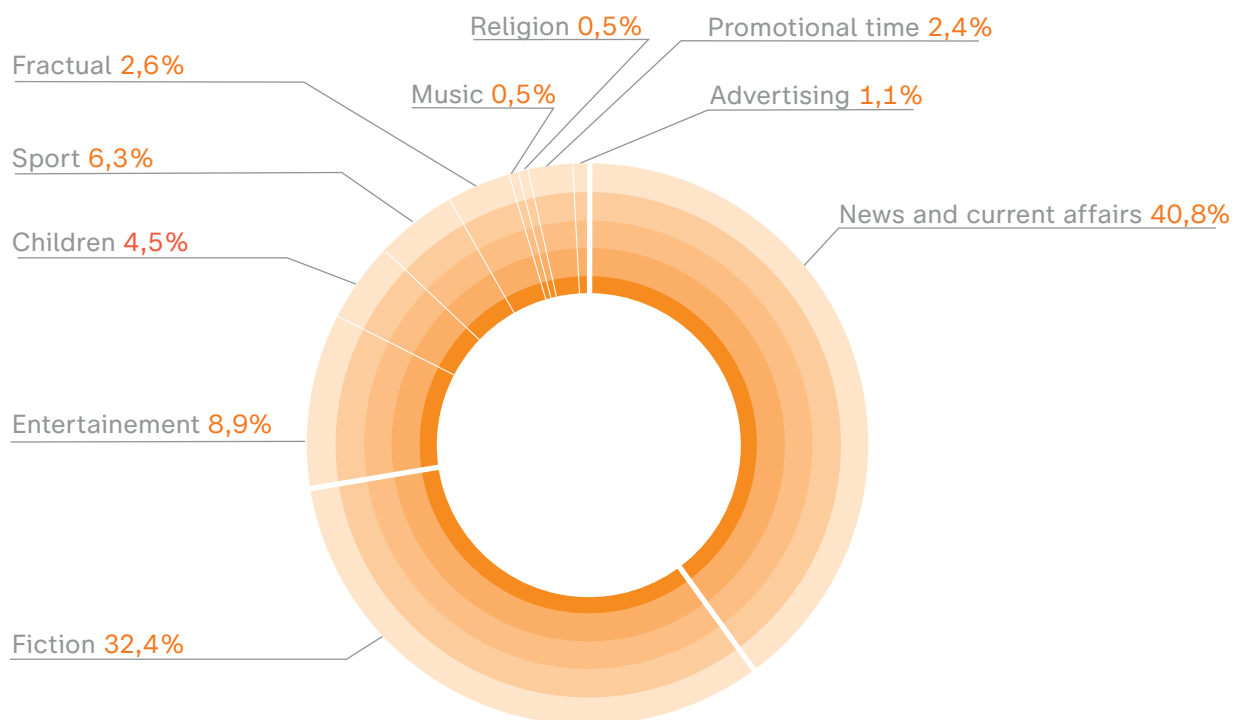 Religion 0,5%
Promotional time 2,4%
Fractual 2,6%
Music 0,5%
Advertising 1,1%
Sport 6,3%
News and current affairs 40,8%
Children 4,5%
Entertainement 8,9%
Fiction 32,4%